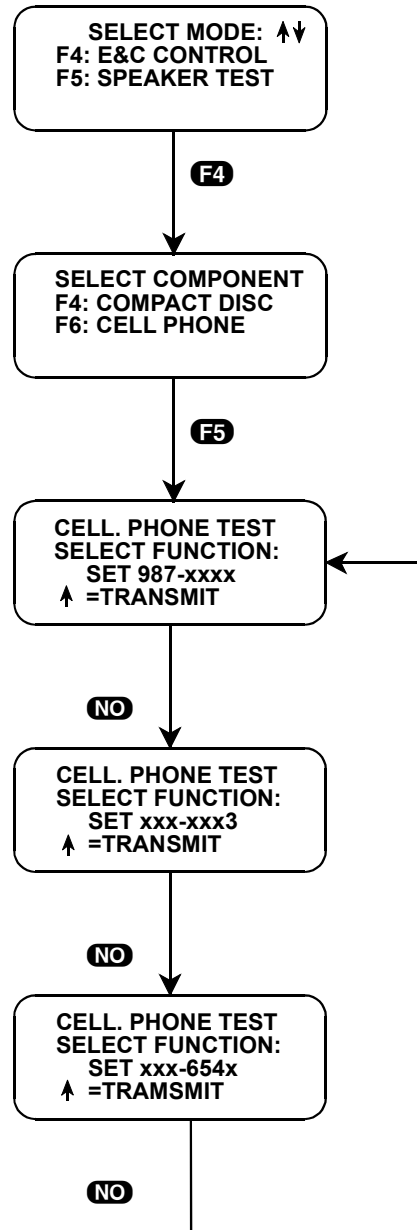 SELECT MODE: ↑↓
F4: E&C CONTROL
F5: SPEAKER TEST
F4
SELECT COMPONENT
F4: COMPACT DISC
F6: CELL PHONE
F5
CELL. PHONE TEST
SELECT FUNCTION:
SET 987-xxxx
↑ =TRANSMIT
NO
CELL. PHONE TEST
SELECT FUNCTION:
SET xxx-xxx3
↑ =TRANSMIT
NO
CELL. PHONE TEST
SELECT FUNCTION:
SET xxx-654x
↑ =TRAMSMIT
NO